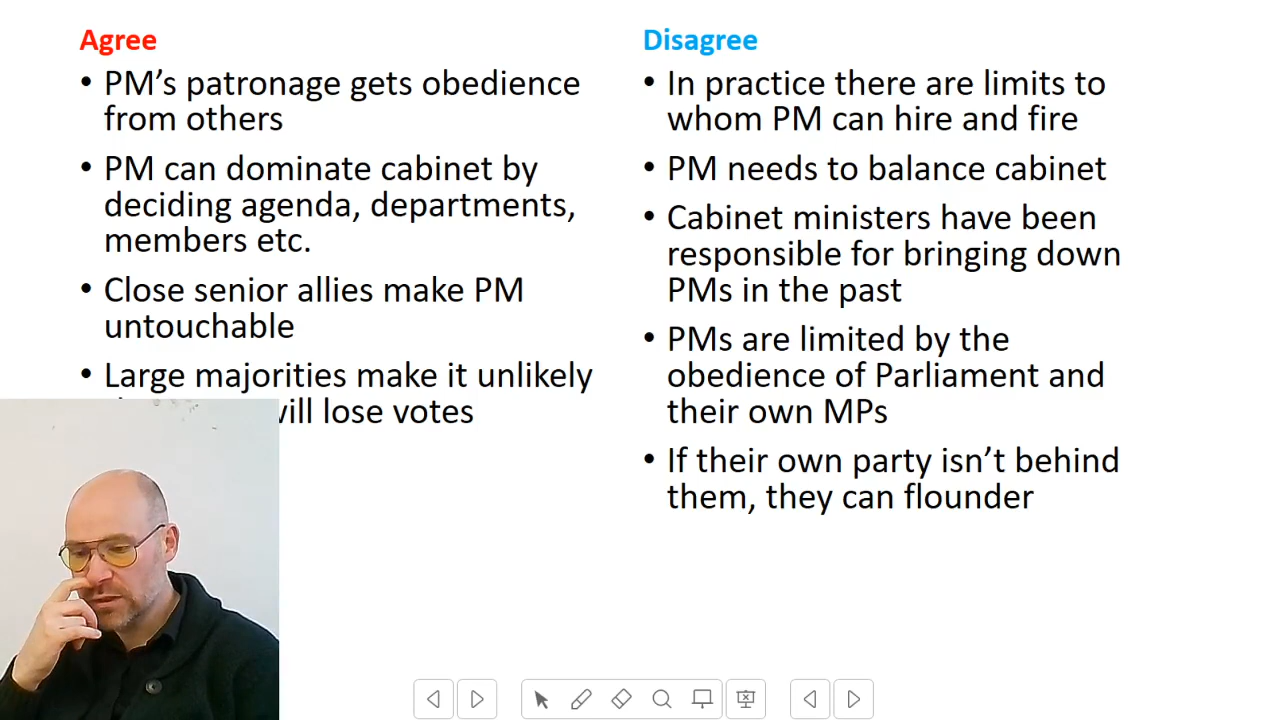 Agree
• PM’s patronage gets obedience
from others
• PM can dominate cabinet by
deciding agenda, departments,
members etc.
• Close senior allies make PM
untouchable
• Large majorities make it unlikely
will lose votes
Disagree
• In practice there are limits to
whom PM can hire and fire
• PM needs to balance cabinet
• Cabinet ministers have been
responsible for bringing down
PMs in the past
• PMs are limited by the
obedience of Parliament and
their own MPs
• If their own party isn’t behind
them, they can flounder